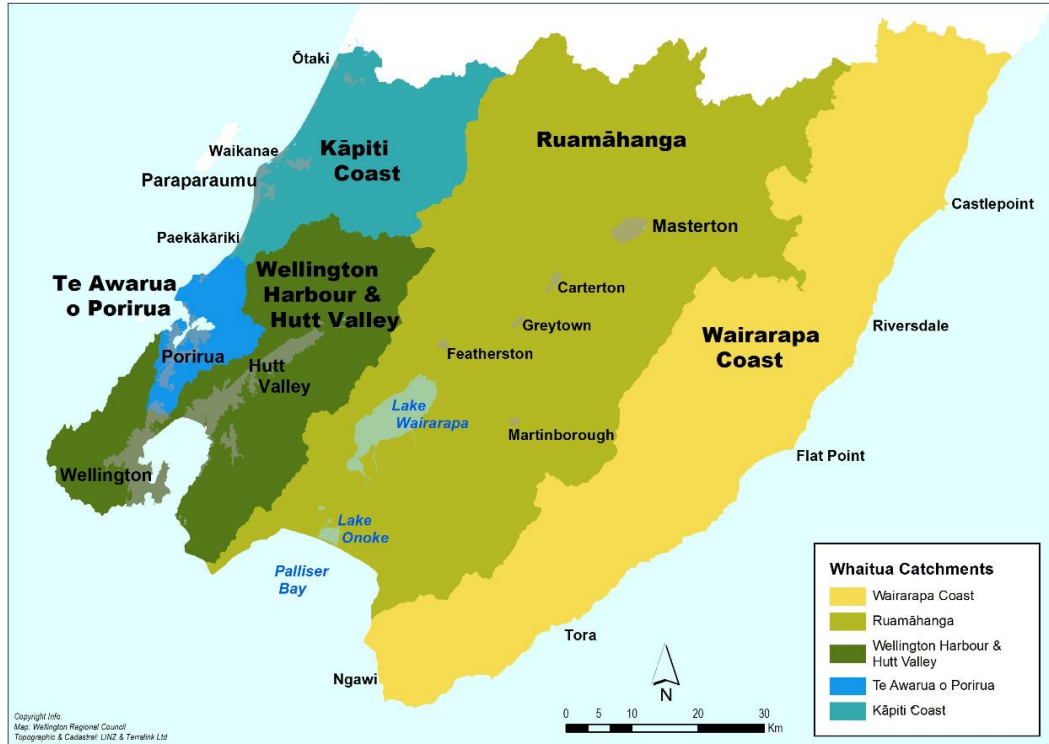 Ōtaki
Kāpiti
Coast
Waikanae
Paraparaumu
Paekākāriki
Ruamāhanga
Masterton
Castlepoint
Te Awarua
o Porirua
Wellington
Harbour &
Hutt Valley
Carterton
Greytown
Featherston
Riversdale
Wairarapa
Coast
Porirua
Hutt
Valley
Lake
Wairarapa
Martinborough
Flat Point
Wellington
Lake
Onoke
Palliser
Bay
Tora
Ngawi
N
0 5 10 20 30
Km
Whaitua Catchments
Wairarapa Coast
Ruamāhanga
Wellington Harbour &
Hutt Valley
Te Awarua o Porirua
Kāpiti Coast
Copyright Info:
Map: Wellington Regional Council
Topographic & Cadastral: LINZ & Terralink Ltd